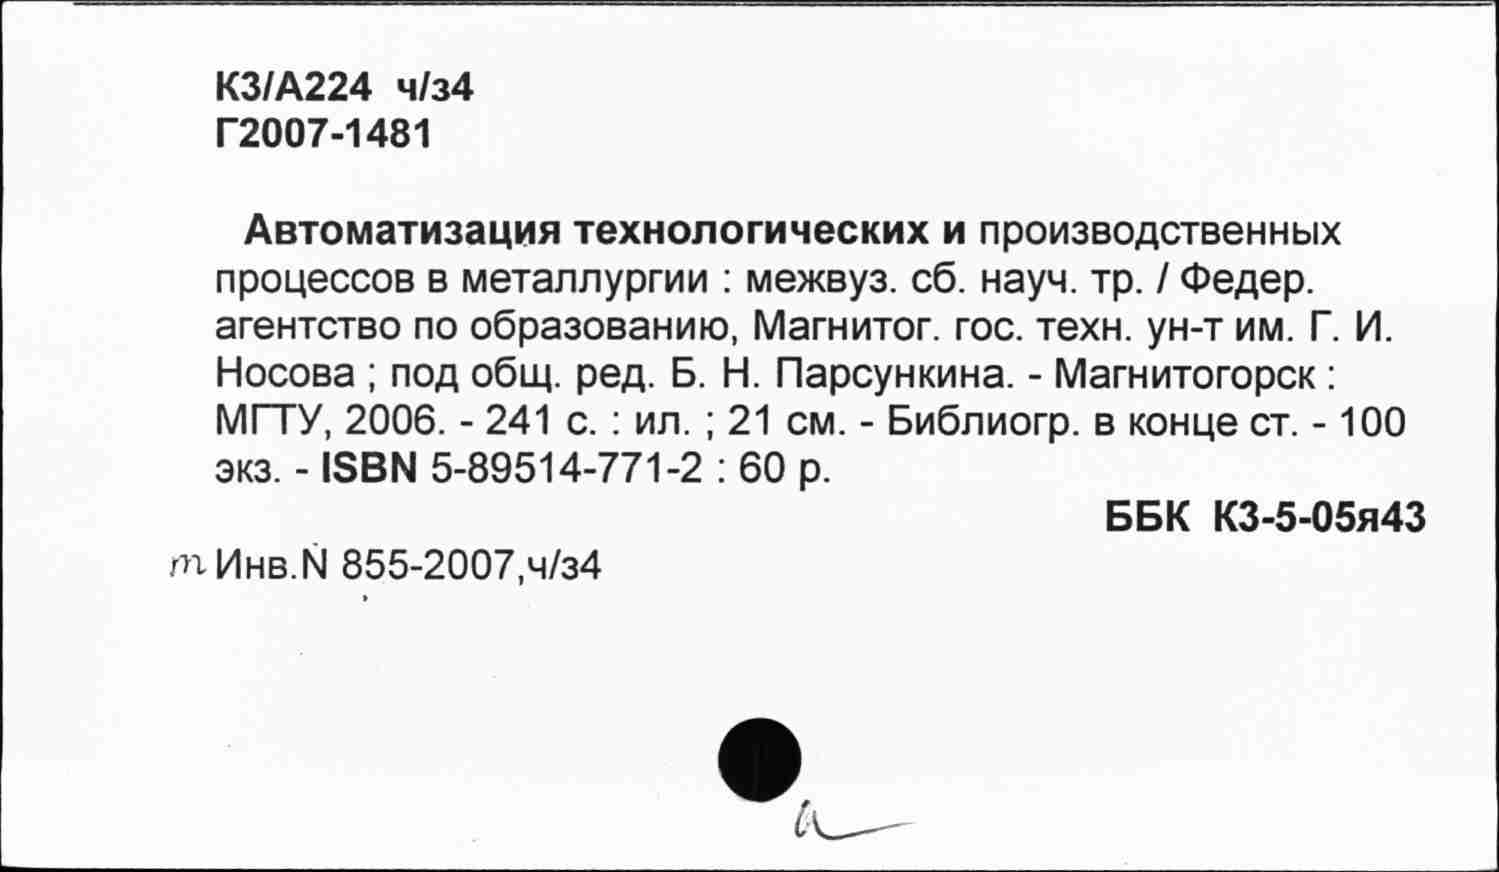 К3/А224 ч/з4
Г2007-1481
Автоматизация технологических и производственных
процессов в металлургии : межвуз. сб. науч. тр. / Федер.
агентство по образованию, Магнитог. гос. техн. ун-т им. Г. И.
Носова ; под общ. ред. Б. Н. Парсункина. - Магнитогорск :
МГТУ, 2006. - 241 с. : ил. ; 21 см. - Библиогр. в конце ст. - 100
экз. - ISBN 5-89514-771-2 : 60 р.
ББК К3-5-05я43
т Инв.N 855-2007,ч/з4
а